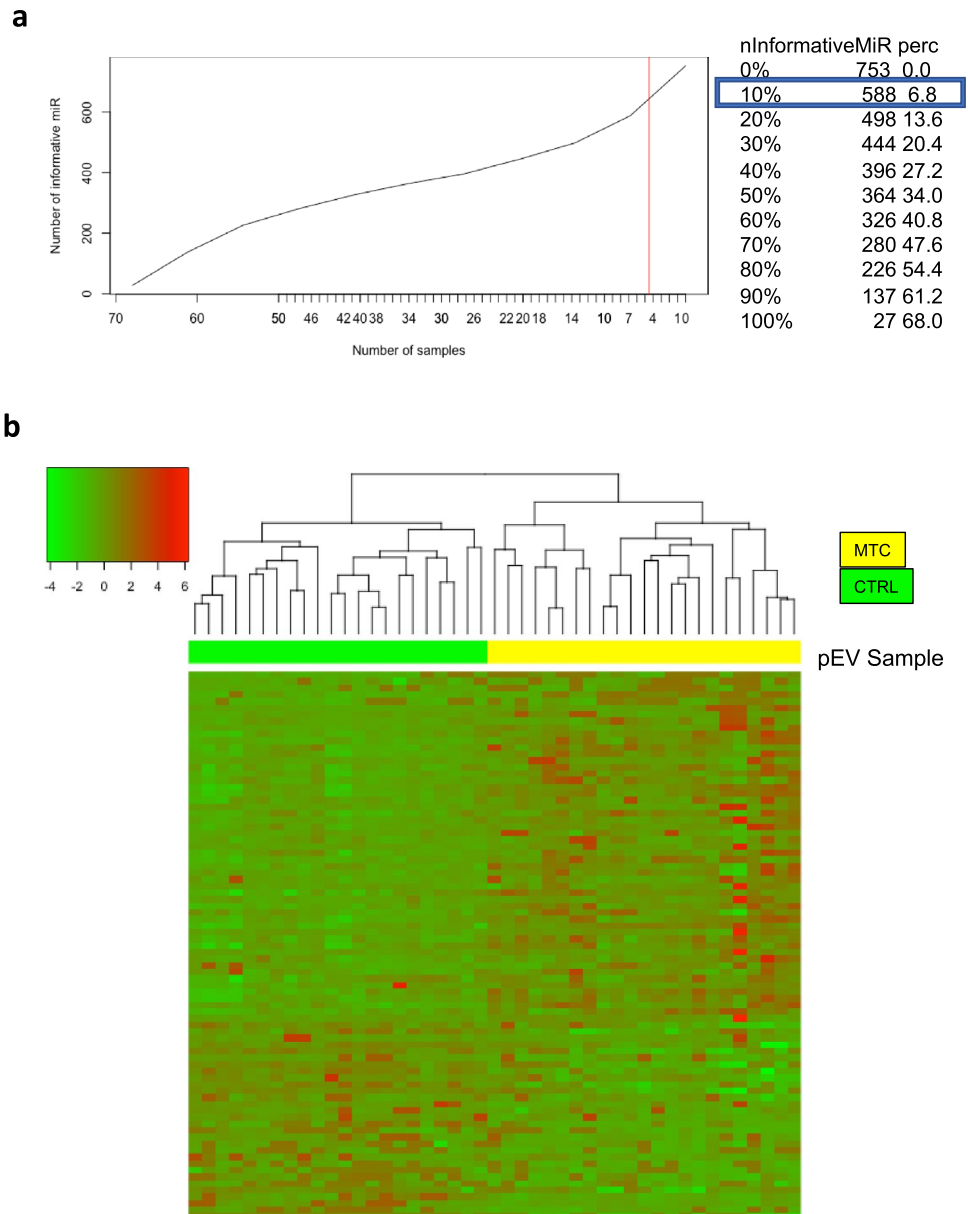 a
nInformativeMiR perc
0% 753 0.0
10% 588 6.8
20% 498 13.6
30% 444 20.4
40% 396 27.2
50% 364 34.0
60% 326 40.8
70% 280 47.6
80% 226 54.4
90% 137 61.2
100% 27 68.0
Number of informative miR
600
400
200
0
70 60 50 46 42 40 38 34 30 26 22 20 18 14 10 7 4 10
Number of samples
b
-4 -2 0 2 4 6
MTC
CTRL
pEV Sample